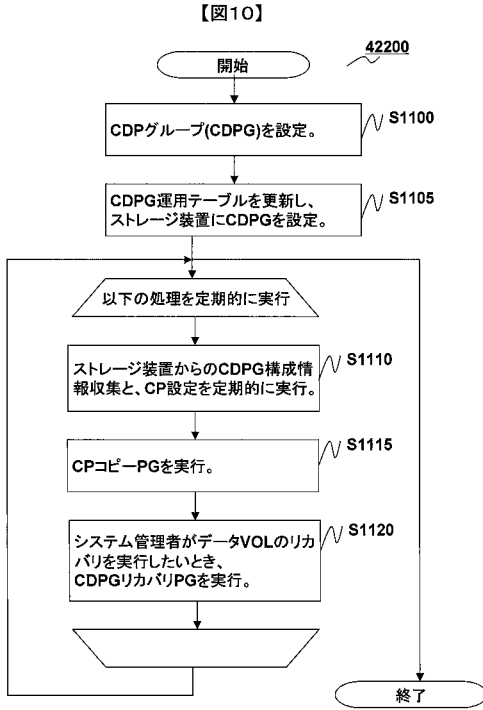 【図10】
42200
開始
CDPグループ(CDPG)を設定。
S1100
CDPG運用テーブルを更新し、
ストレージ装置にCDPGを設定。
S1105
以下の処理を定期的に実行
ストレージ装置からのCDPG構成情
報収集と、CP設定を定期的に実行。
S1110
CPコピーPGを実行。
S1115
システム管理者がデータVOLのリカ
バリを実行したいとき、
CDPGリカバリPGを実行。
S1120
終了